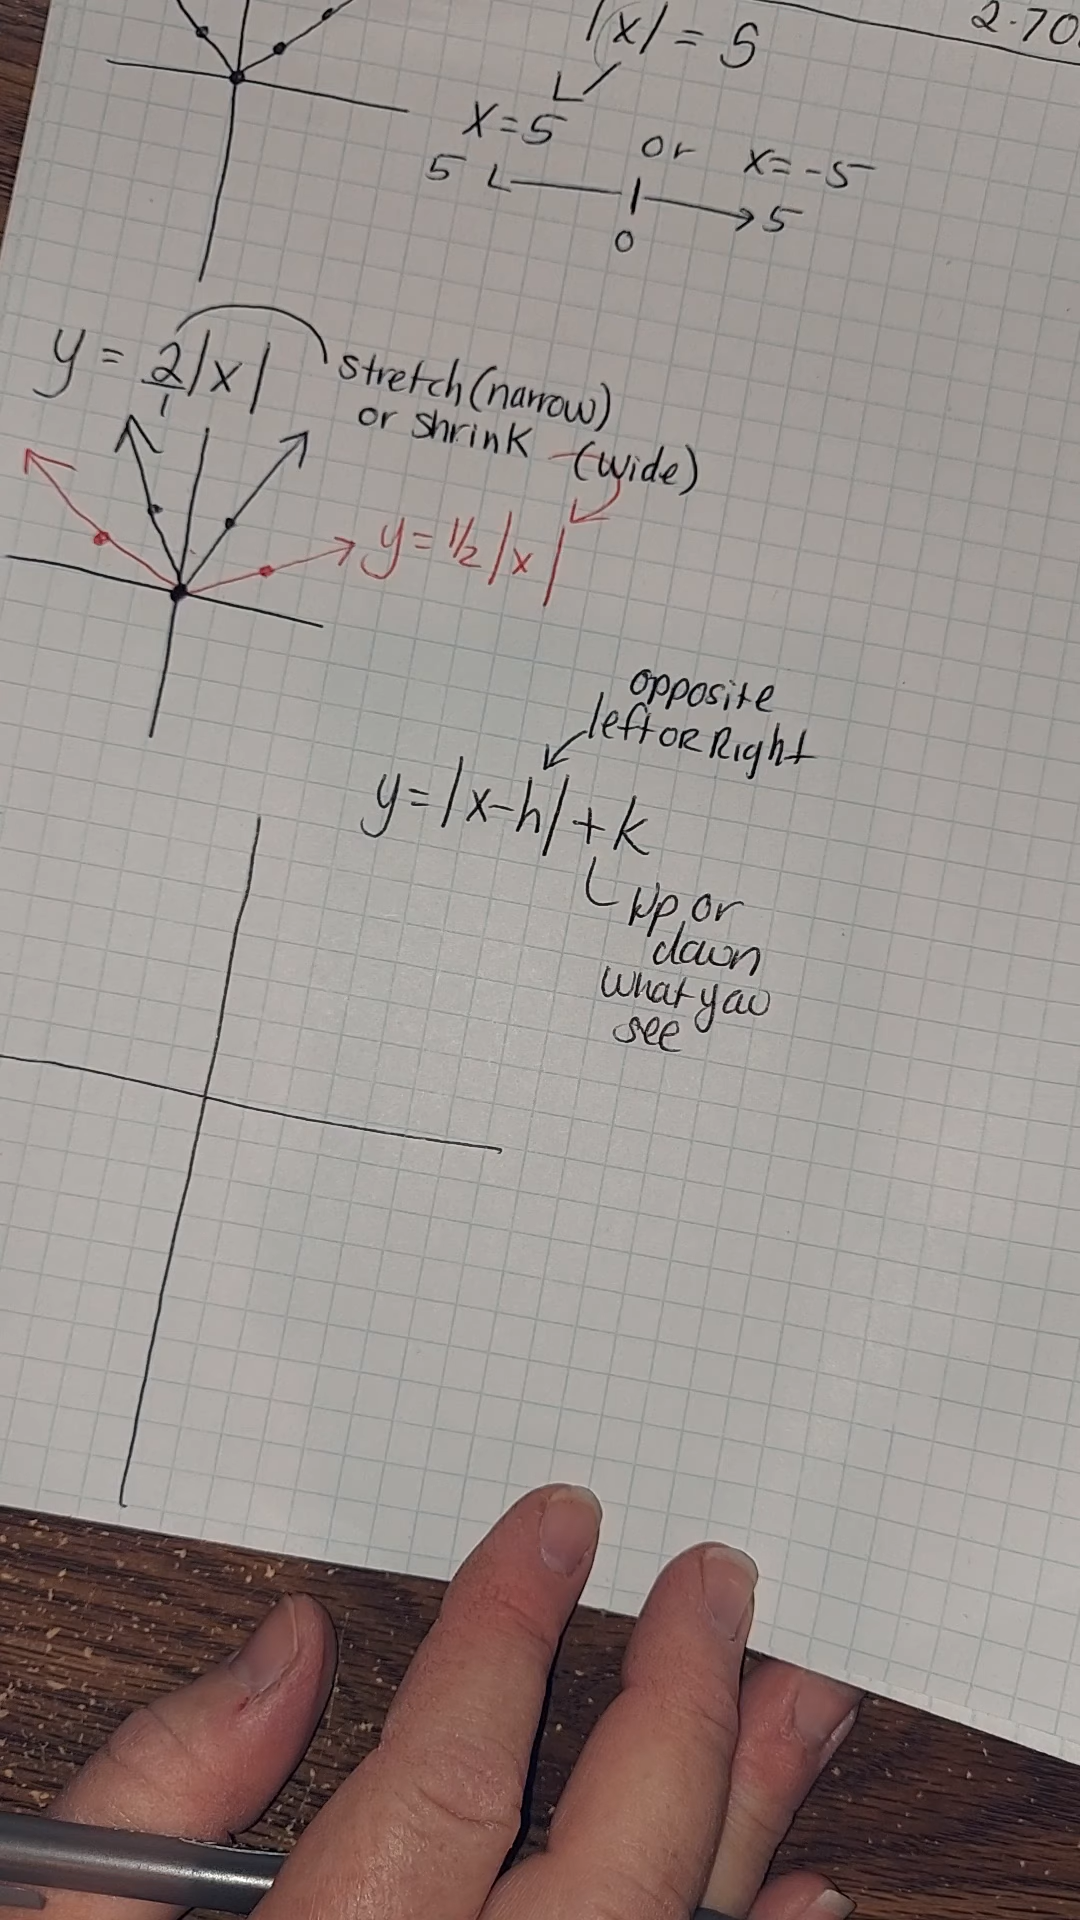 |x| = 5
2.70
x=5 or x=-5
5 5
0
y = 2|x|
1
stretch (narrow)
or shrink (wide)
y = 1/2|x|
opposite
left OR Right
y=|x-h|+k
up or
down
what you
see